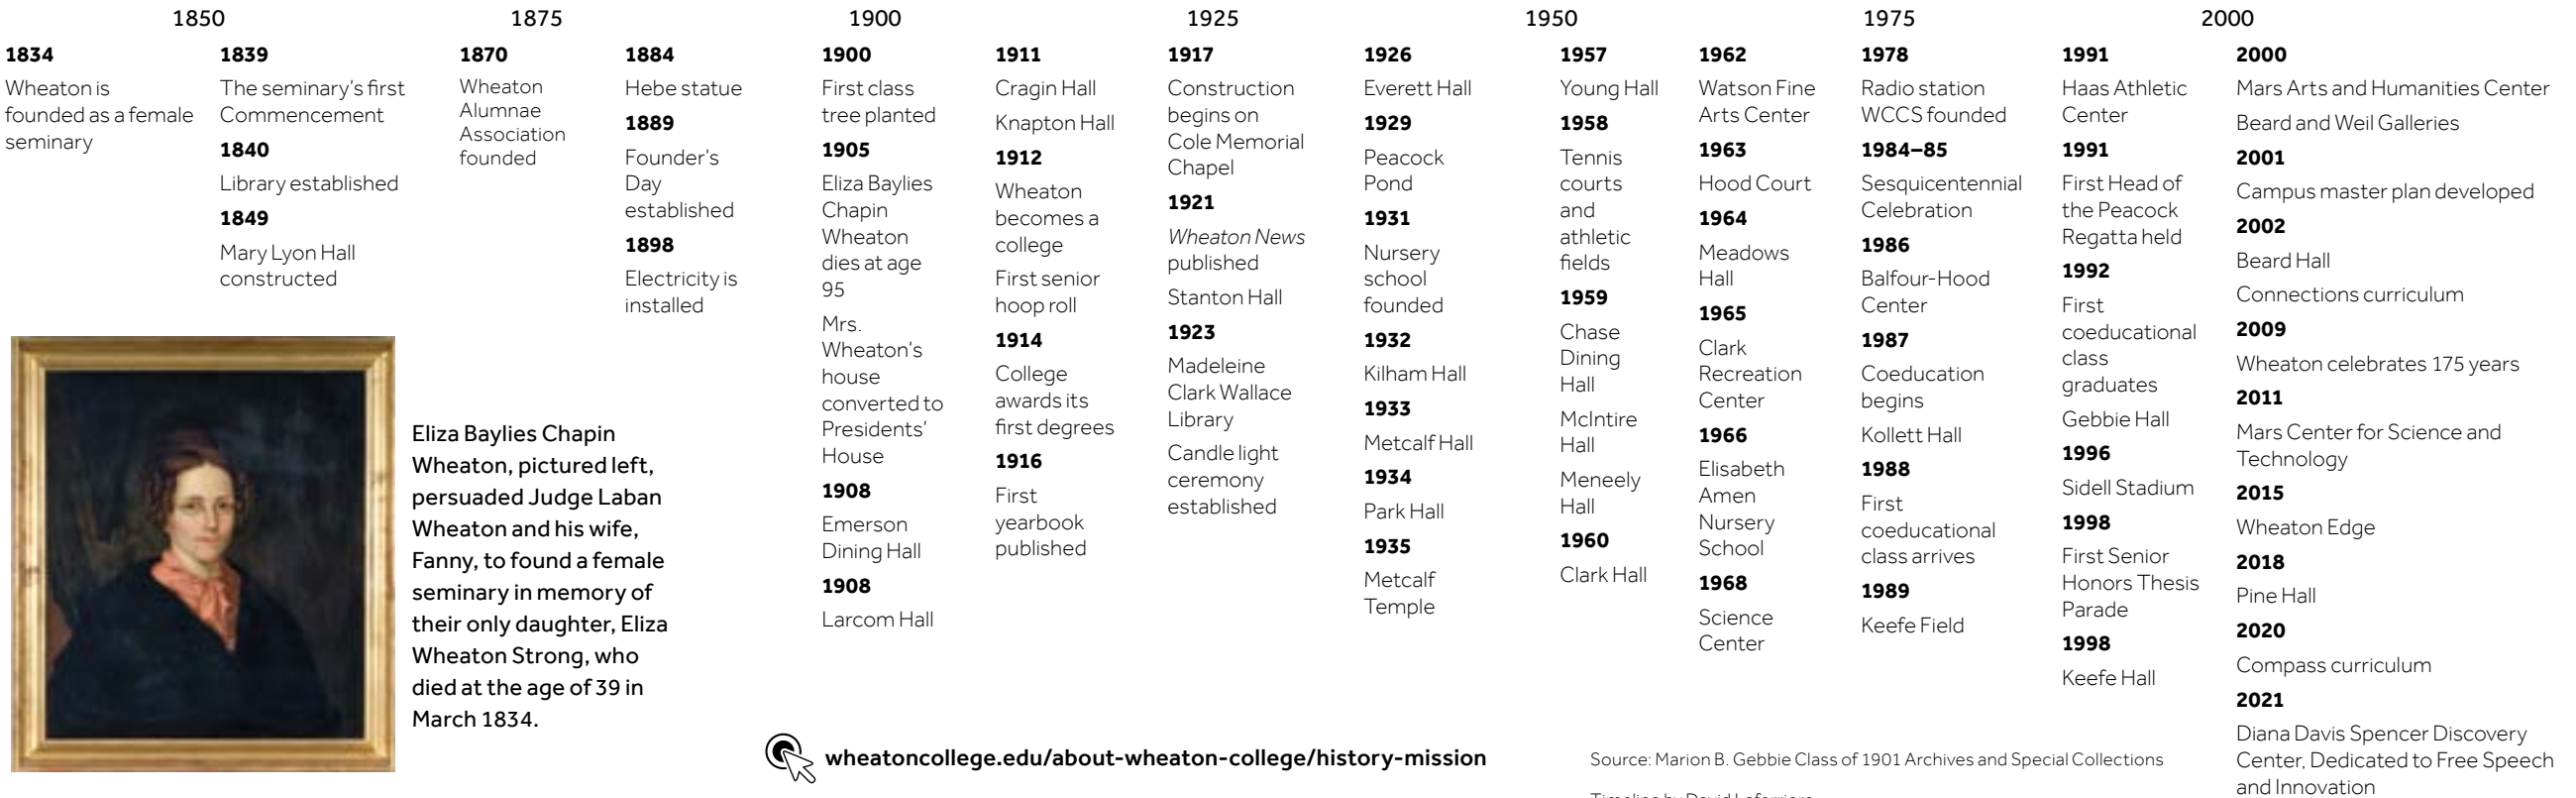 1850
1875
1900
1925
1950
1975
2000
1834
Wheaton is
founded as a female
seminary
1839
The seminary's first
Commencement
1840
Library established
1849
Mary Lyon Hall
constructed
1870
Wheaton
Alumnae
Association
founded
1884
Hebe statue
1889
Founder's
Day
established
1898
Electricity is
installed
1900
First class
tree planted
1905
Eliza Baylies
Chapin
Wheaton
dies at age
95
Mrs.
Wheaton's
house
converted to
Presidents'
House
1908
Emerson
Dining Hall
1908
Larcom Hall
1911
Cragin Hall
Knapton Hall
1912
Wheaton
becomes a
college
First senior
hoop roll
1914
College
awards its
first degrees
1916
First
yearbook
published
1917
Construction
begins on
Cole Memorial
Chapel
1921
Wheaton News
published
Stanton Hall
1923
Madeleine
Clark Wallace
Library
Candle light
ceremony
established
1926
Everett Hall
1929
Peacock
Pond
1931
Nursery
school
founded
1932
Kilham Hall
1933
Metcalf Hall
1934
Park Hall
1935
Metcalf
Temple
1957
Young Hall
1958
Tennis
courts
and
athletic
fields
1959
Chase
Dining
Hall
McIntire
Hall
Meneely
Hall
1960
Clark Hall
1962
Watson Fine
Arts Center
1963
Hood Court
1964
Meadows
Hall
1965
Clark
Recreation
Center
1966
Elisabeth
Amen
Nursery
School
1968
Science
Center
1978
Radio station
WCCS founded
1984–85
Sesquicentennial
Celebration
1986
Balfour-Hood
Center
1987
Coeducation
begins
Kollett Hall
1988
First
coeducational
class arrives
1989
Keefe Field
1991
Haas Athletic
Center
1991
First Head of
the Peacock
Regatta held
1992
First
coeducational
class
graduates
Gebbie Hall
1996
Sidell Stadium
1998
First Senior
Honors Thesis
Parade
1998
Keefe Hall
2000
Mars Arts and Humanities Center
Beard and Weil Galleries
2001
Campus master plan developed
2002
Beard Hall
Connections curriculum
2009
Wheaton celebrates 175 years
2011
Mars Center for Science and
Technology
2015
Wheaton Edge
2018
Pine Hall
2020
Compass curriculum
2021
Diana Davis Spencer Discovery
Center, Dedicated to Free Speech
and Innovation
Eliza Baylies Chapin
Wheaton, pictured left,
persuaded Judge Laban
Wheaton and his wife,
Fanny, to found a female
seminary in memory of
their only daughter, Eliza
Wheaton Strong, who
died at the age of 39 in
March 1834.
wheatoncollege.edu/about-wheaton-college/history-mission
Source: Marion B. Gebbie Class of 1901 Archives and Special Collections
Timeline by David